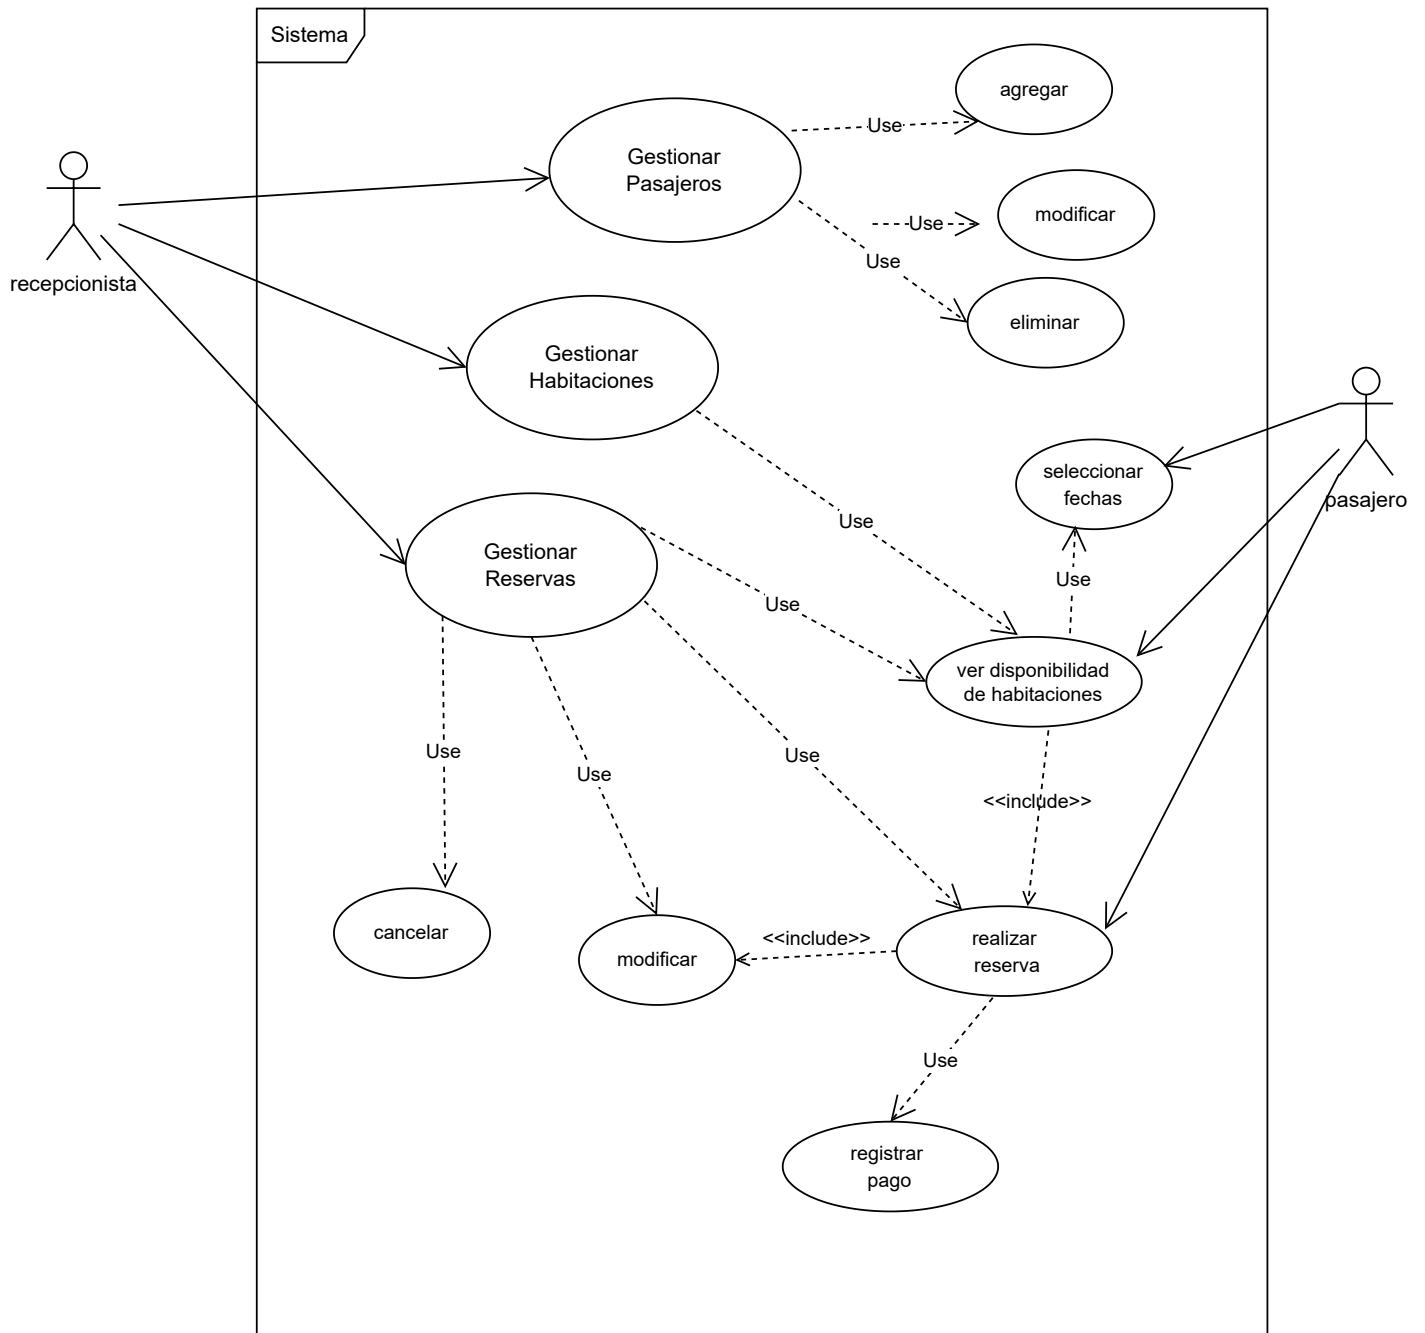 Sistema
agregar
Use
Gestionar
Pasajeros
modificar
Use
Use
recepcionista
eliminar
Gestionar
Habitaciones
seleccionar
fechas
pasajero
Use
Gestionar
Reservas
Use
Use
ver disponibilidad
de habitaciones
Use
Use
Use
<<include>>
cancelar
modificar
<<include>>
realizar
reserva
Use
registrar
pago